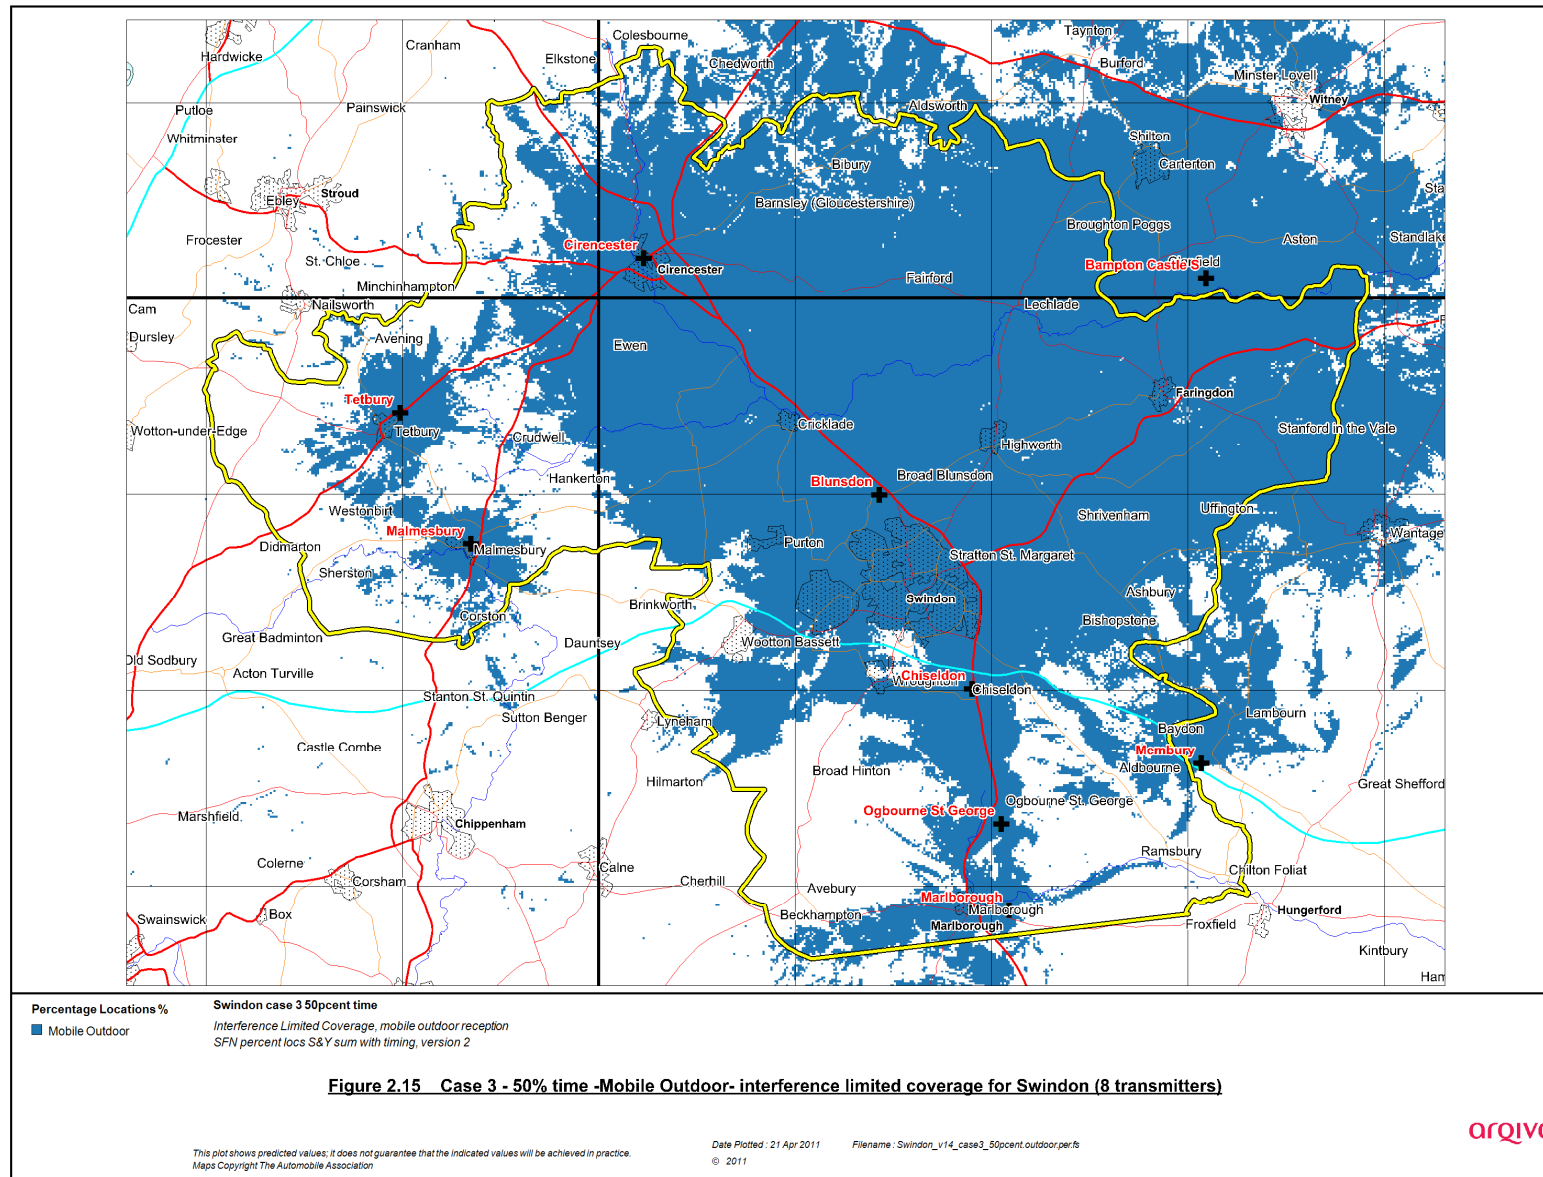 Colesbourne
Taynton
Hardwicke
Cranham
Elkstone
Chedworth
Burford
Minster Lovell
Witney
Putloe
Painswick
Aldsworth
Whitminster
Shilton
Carterton
Bibury
Stroud
Ebley
Barnsley (Gloucestershire)
Sta
Broughton Poggs
Frocester
Cirencester
Aston
Standlake
St. Chloe
Cirencester
Bampton Castle S
Fairford
Minchinhampton
Nailsworth
Lechlade
Cam
Dursley
Avening
Ewen
Tetbury
Faringdon
Wotton-under-Edge
Tetbury
Crudwell
Cricklade
Highworth
Stanford in the Vale
Hankerton
Blunsdon
Broad Blunsdon
Westonbirt
Shrivenham
Uffington
Malmesbury
Wantage
Didmarton
Malmesbury
Purton
Stratton St. Margaret
Sherston
Swindon
Ashbury
Brinkworth
Corston
Bishopstone
Great Badminton
Dauntsey
Wootton Bassett
Old Sodbury
Acton Turville
Chiseldon
Wroughton
Chiseldon
Stanton St. Quintin
Sutton Benger
Lyneham
Lambourn
Baydon
Castle Combe
Membury
Aldbourne
Broad Hinton
Hilmarton
Great Shefford
Ogbourne St. George
Ogbourne St George
Marshfield
Chippenham
Ramsbury
Colerne
Calne
Chilton Foliat
Corsham
Cherhill
Avebury
Marlborough
Marlborough
Hungerford
Swainswick
Box
Beckhampton
Marlborough
Froxfield
Kintbury
Ham
Percentage Locations %
Mobile Outdoor
Swindon case 3 50pcent time
Interference Limited Coverage, mobile outdoor reception
SFN percent locs S&Y sum with timing, version 2
Figure 2.15 Case 3 - 50% time -Mobile Outdoor- interference limited coverage for Swindon (8 transmitters)
arqiva
This plot shows predicted values; it does not guarantee that the indicated values will be achieved in practice.
Maps Copyright The Automobile Association
Date Plotted : 21 Apr 2011
© 2011
Filename : Swindon_v14_case3_50pcent.outdoor.per.fs